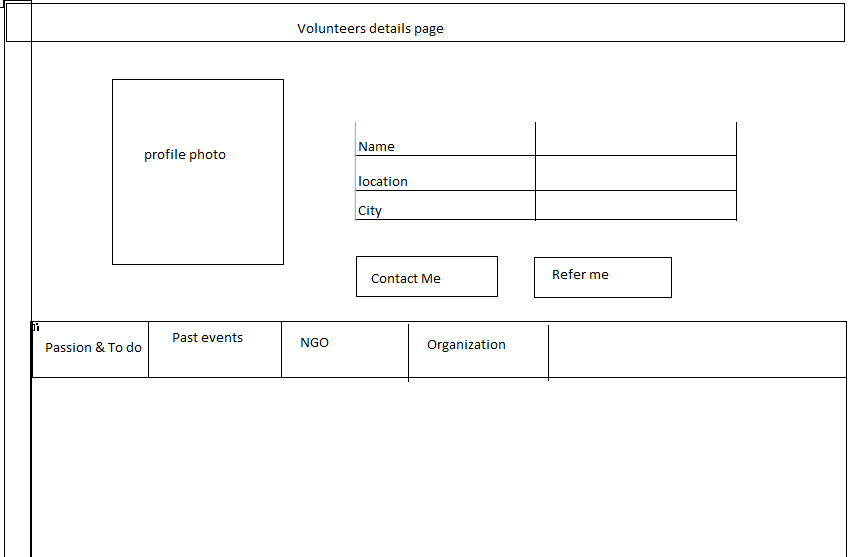 Volunteers details page
profile photo
Name
location
City
Contact Me
Refer me
Passion & To do
Past events
NGO
Organization